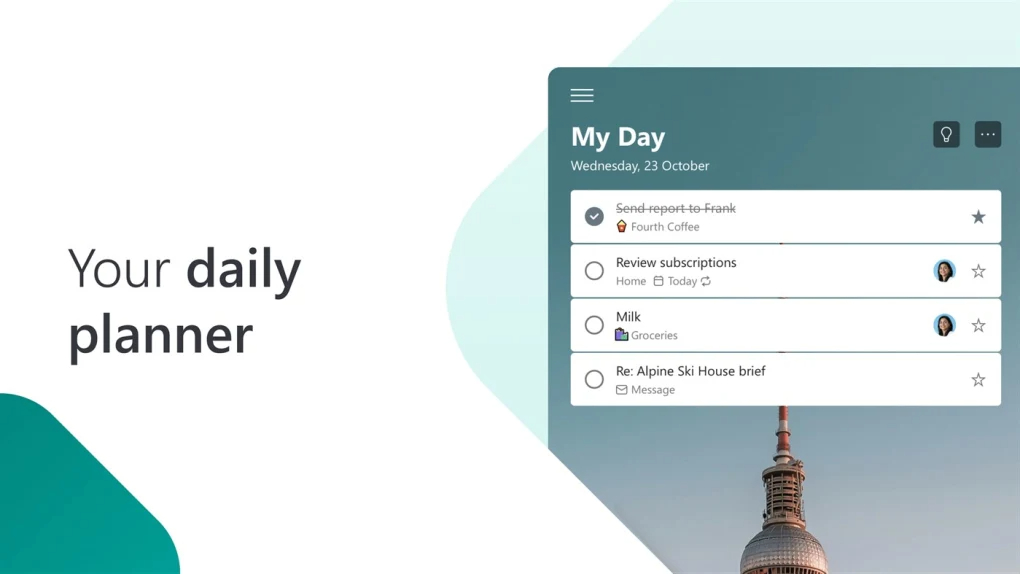 Your daily
planner
My Day
Wednesday, 23 October
Send report to Frank
Fourth Coffee
Review subscriptions
Home Today
Milk
Groceries
Re: Alpine Ski House brief
Message